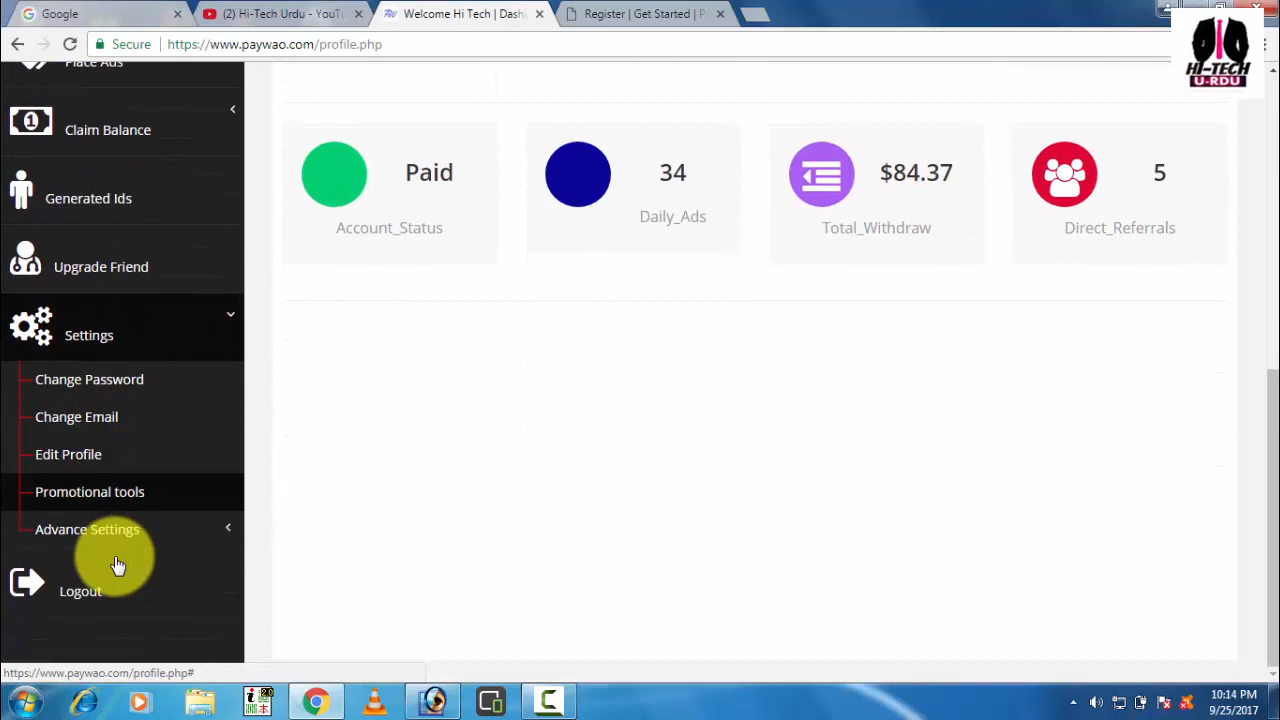 Google
(2) Hi-Tech Urdu - YouT
Welcome Hi Tech | Dash
Register | Get Started | P
Secure
https://www.paywao.com/profile.php
HI-TECH
U-RDU
Place Ads
Claim Balance
Generated Ids
Upgrade Friend
Settings
Change Password
Change Email
Edit Profile
Promotional tools
Advance Settings
Logout
Paid
Account_Status
34
Daily_Ads
$84.37
Total_Withdraw
5
Direct_Referrals
https://www.paywao.com/profile.php#
10:14 PM
9/25/2017